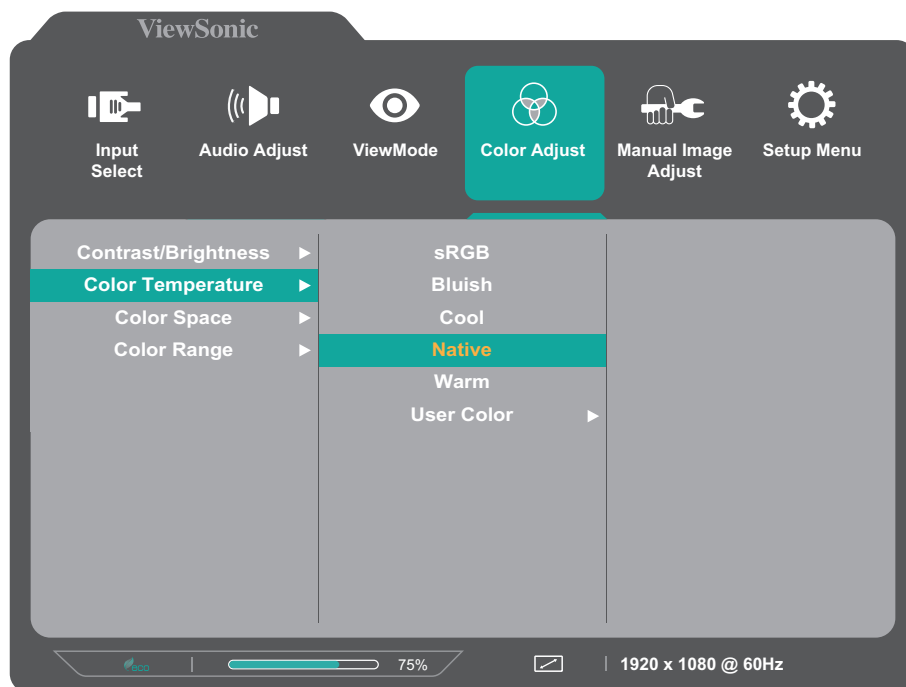 ViewSonic
Input Select
Audio Adjust
ViewMode
Color Adjust
Manual Image Adjust
Setup Menu
Contrast/Brightness
Color Temperature
Color Space
Color Range
sRGB
Bluish
Cool
Native
Warm
User Color
eco
75%
1920 x 1080 @ 60Hz